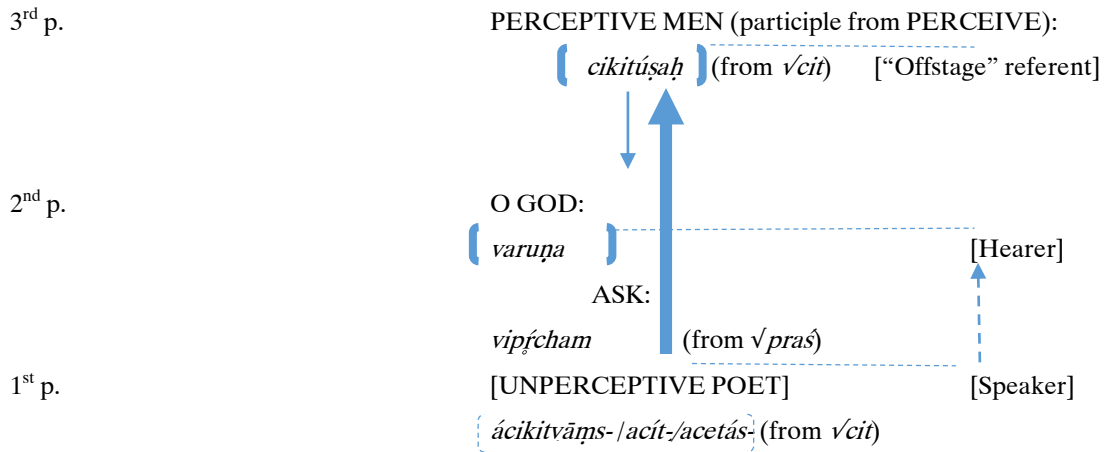 3rd p. PERCEPTIVE MEN (participle from PERCEIVE):
cikitúṣaḥ (from √cit) [“Offstage” referent]
2nd p. O GOD:
varuṇa [Hearer]
ASK:
vipŕ̥cham (from √praś)
1st p. [UNPERCEPTIVE POET] [Speaker]
ácikitvāṃs-/acít-/acetás- (from √cit)